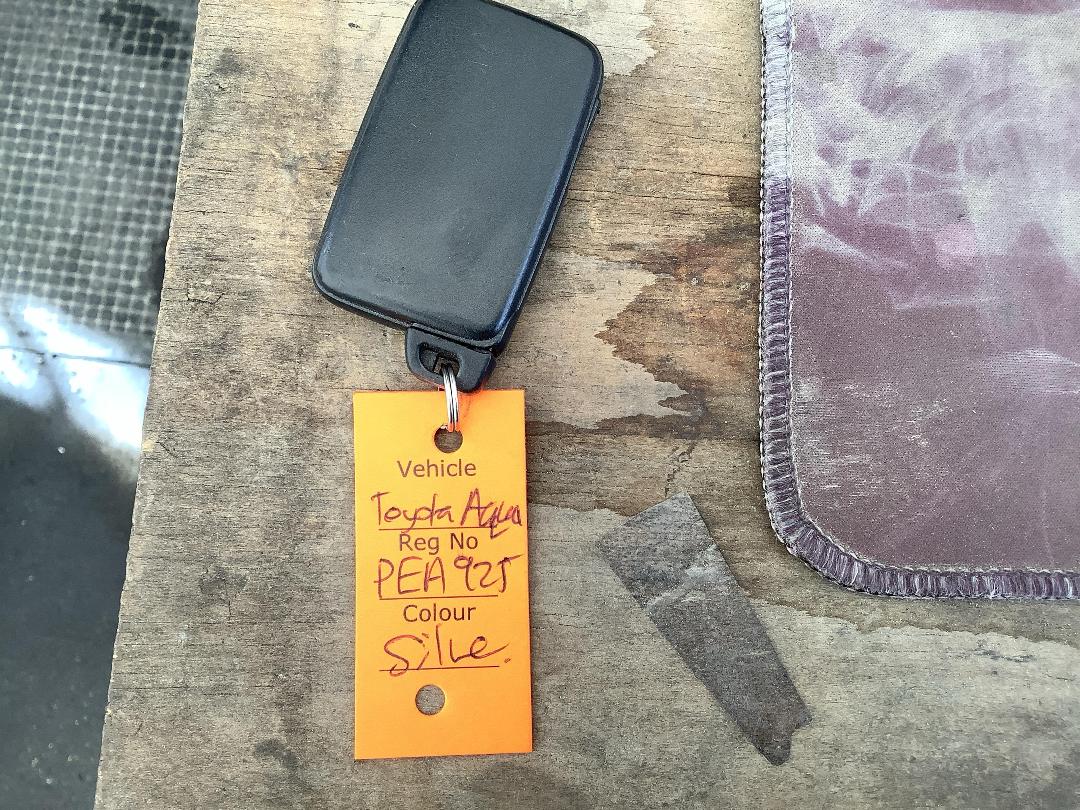 Vehicle
Toyota Aqua
Reg No
PEA925
Colour
Silve.